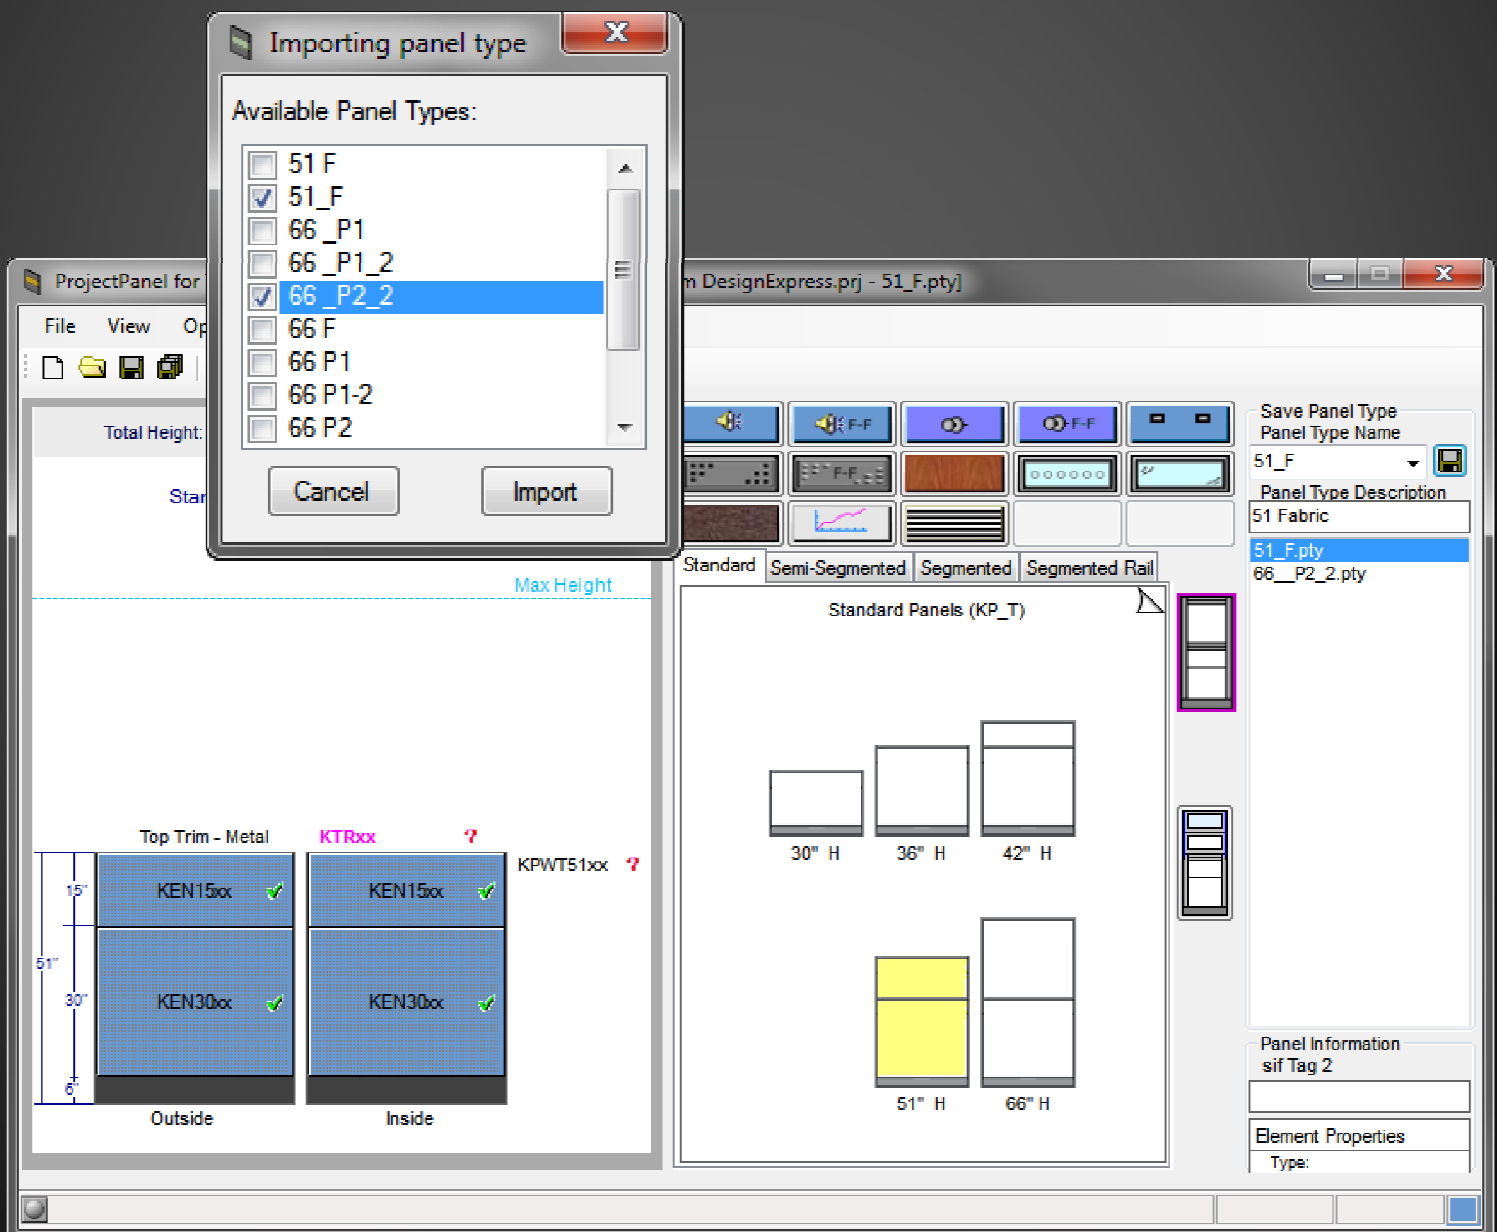 Importing panel type
Available Panel Types:
51 F
51_F
66 _P1
66 _P1_2
66 _P2_2
66 F
66 P1
66 P1-2
66 P2
Cancel
Import
ProjectPanel for
m DesignExpress.prj - 51_F.pty]
File View Op
Total Height:
Star
Max Height
F-F
F-F
F-F
Save Panel Type
Panel Type Name
51_F
Panel Type Description
51 Fabric
51_F.pty
66__P2_2.pty
Standard Semi-Segmented Segmented Segmented Rail
Standard Panels (KP_T)
30" H 36" H 42" H
51" H 66" H
Top Trim - Metal KTRxx ?
KPWT51xx ?
15" KEN15xx KEN15xx
51"
30" KEN30xx KEN30xx
6"
Outside Inside
Panel Information
sif Tag 2
Element Properties
Type: